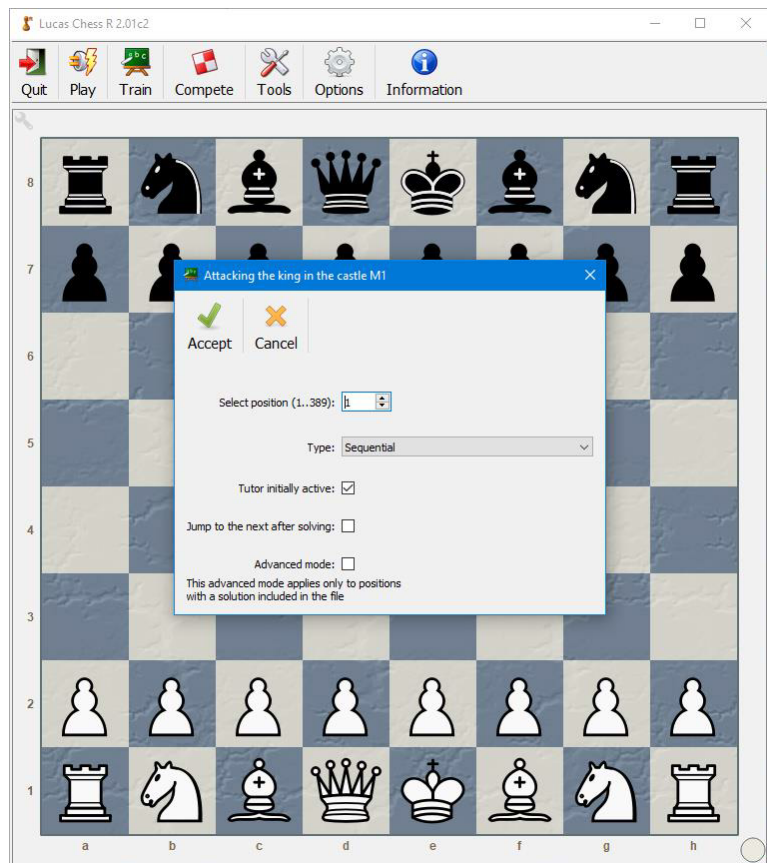 Lucas Chess R 2.01c2
Quit Play Train Compete Tools Options Information
8
7
Attacking the king in the castle M1
Accept Cancel
6
Select position (1..389): 1
5
Type: Sequential
Tutor initially active:
Jump to the next after solving:
4
Advanced mode:
This advanced mode applies only to positions
with a solution included in the file
3
2
1
a b c d e f g h